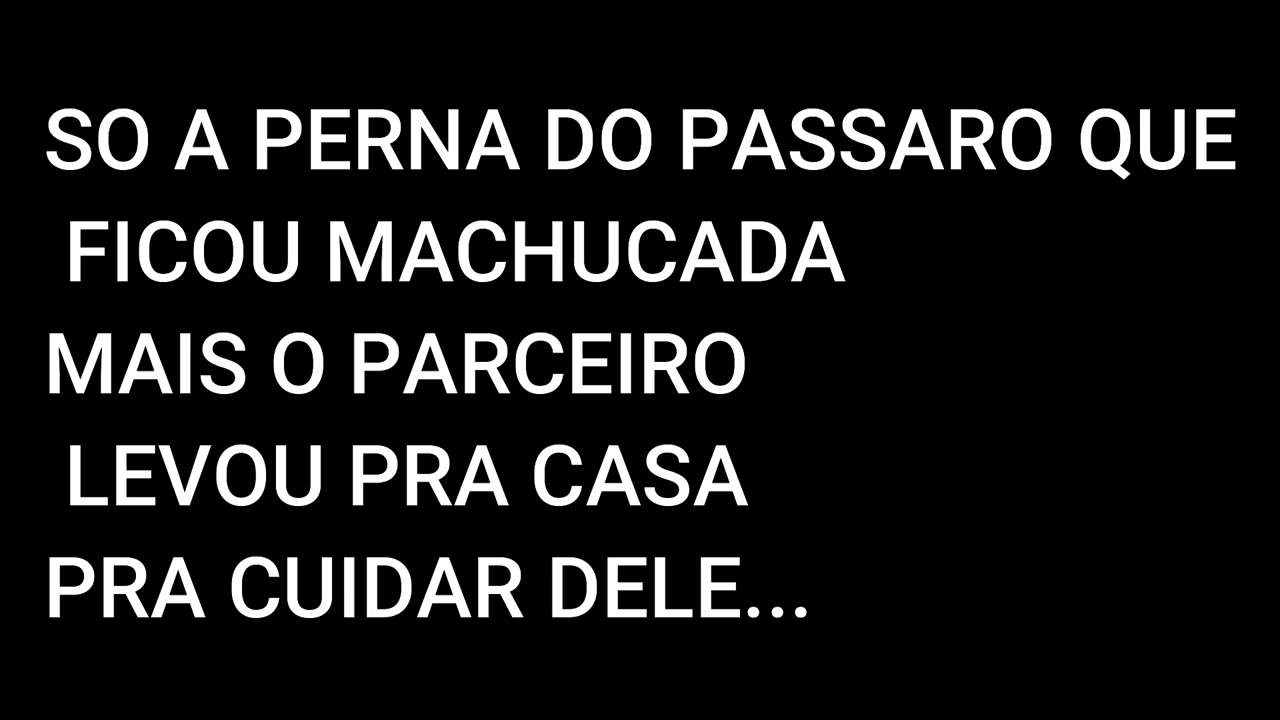 SO A PERNA DO PASSARO QUE
FICOU MACHUCADA
MAIS O PARCEIRO
LEVOU PRA CASA
PRA CUIDAR DELE...